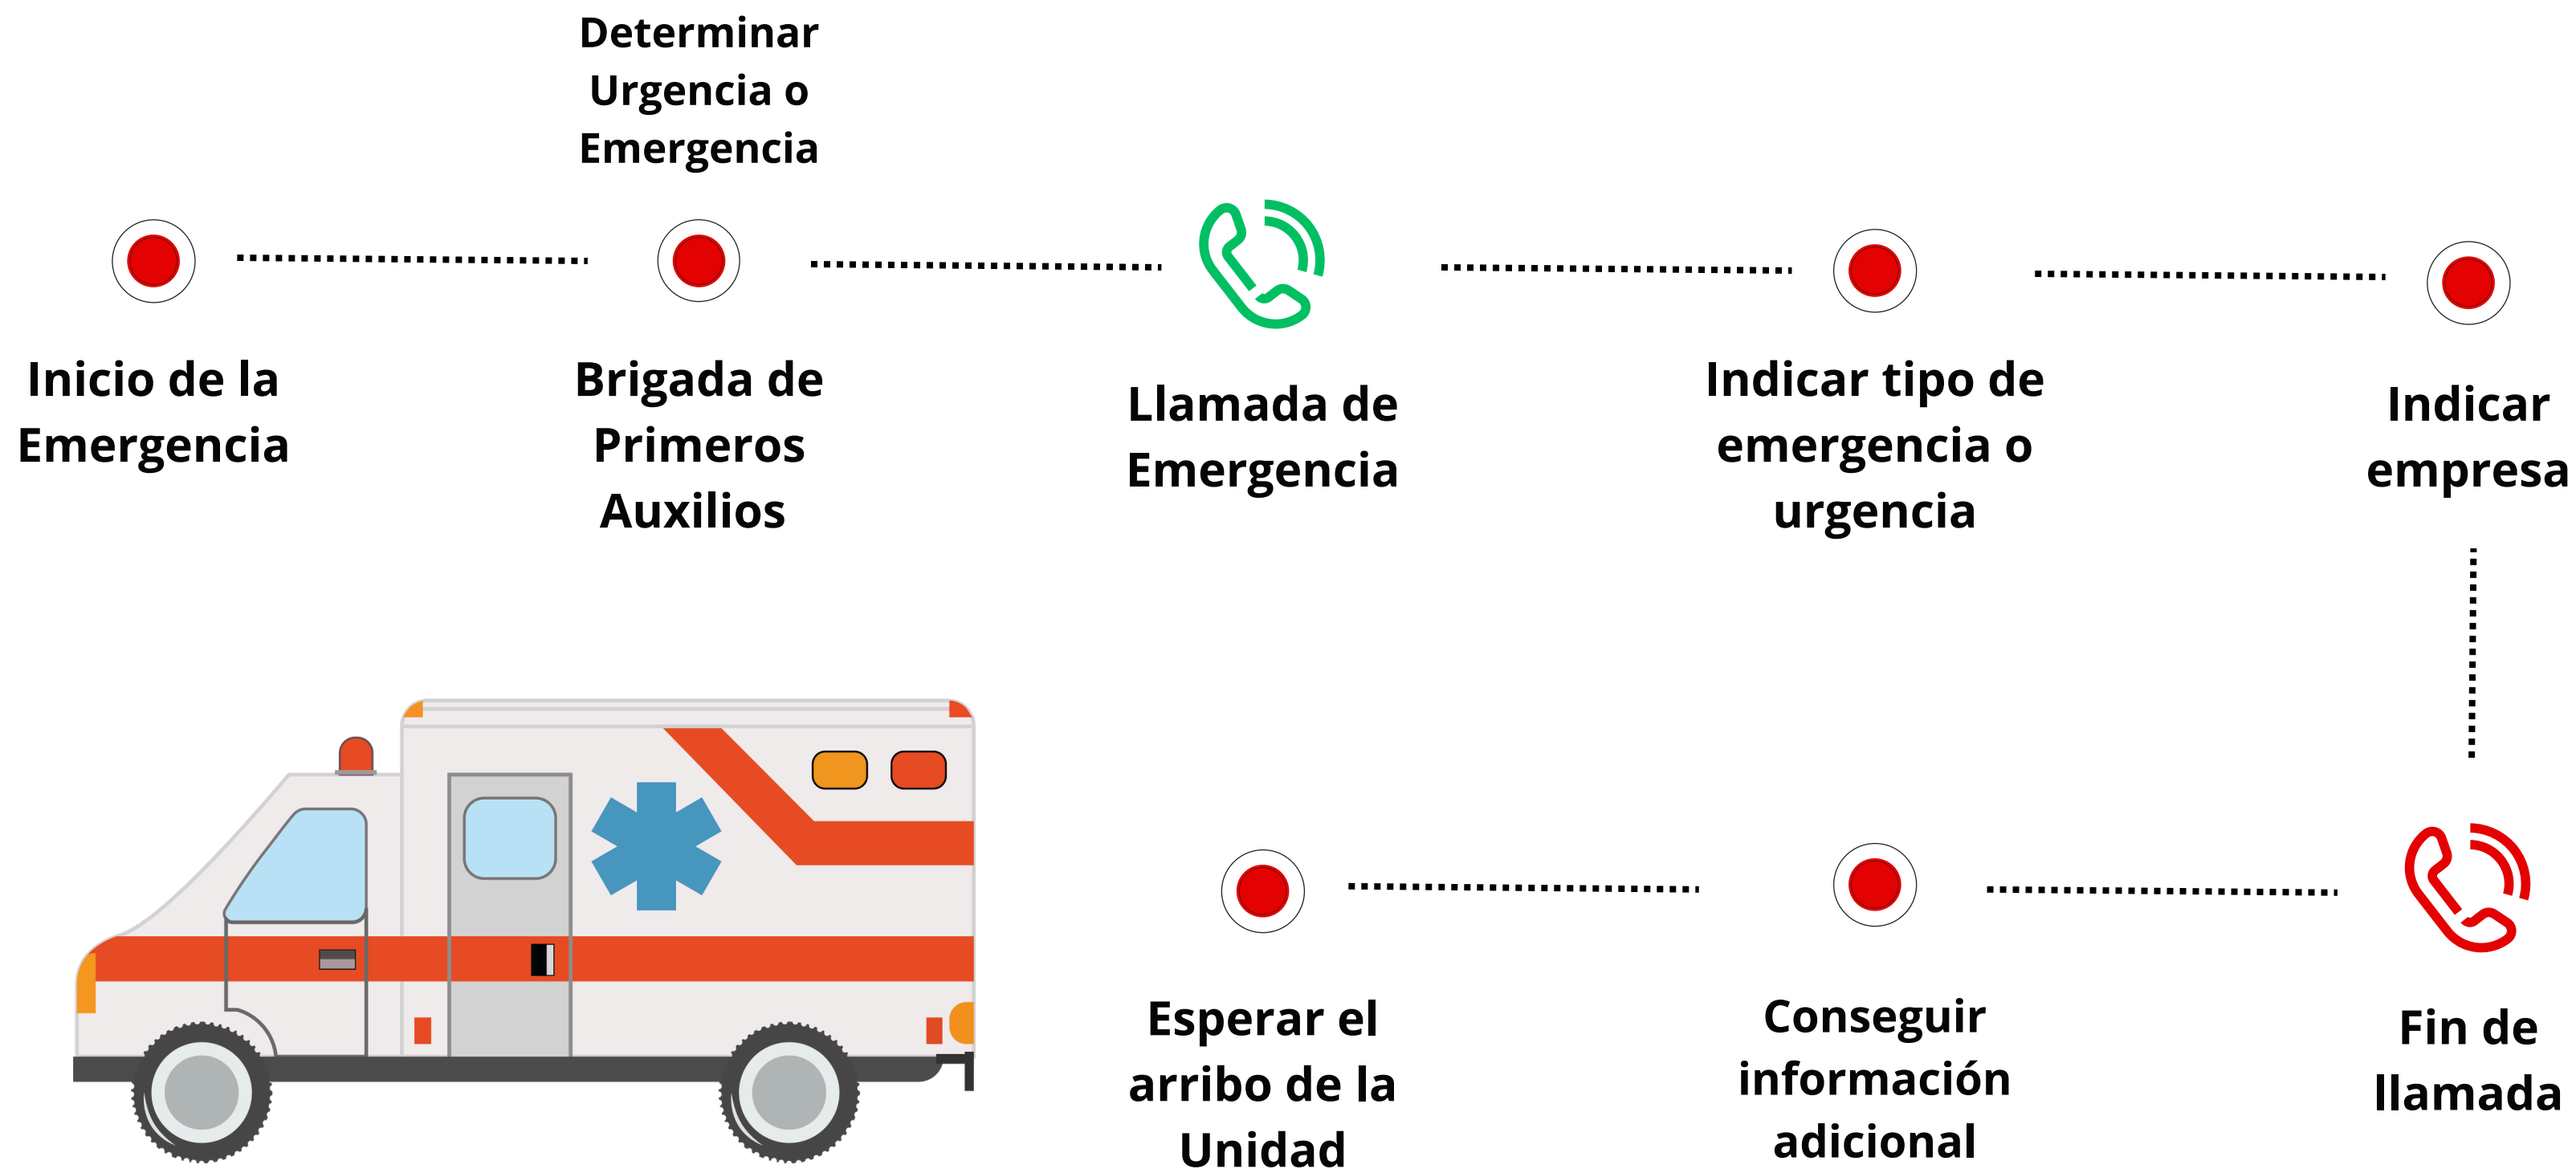 Determinar
Urgencia o
Emergencia
Inicio de la
Emergencia
Brigada de
Primeros
Auxilios
Llamada de
Emergencia
Indicar tipo de
emergencia o
urgencia
Indicar
empresa
Fin de
llamada
Conseguir
información
adicional
Esperar el
arribo de la
Unidad